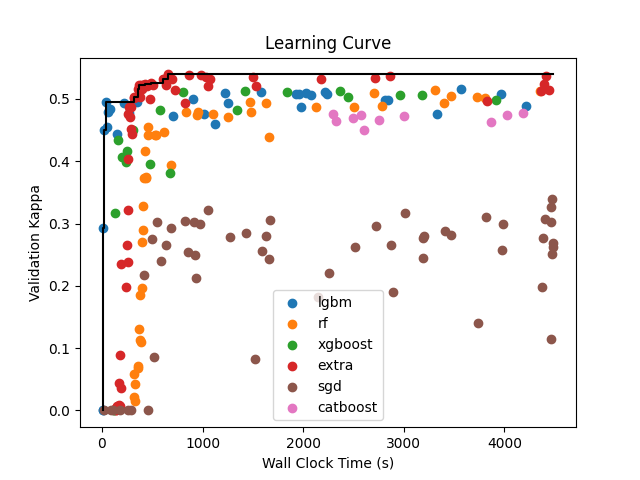 Learning Curve
Validation Kappa
0.5
0.4
0.3
0.2
0.1
0.0
lgbm
rf
xgboost
extra
sgd
catboost
0 1000 2000 3000 4000
Wall Clock Time (s)